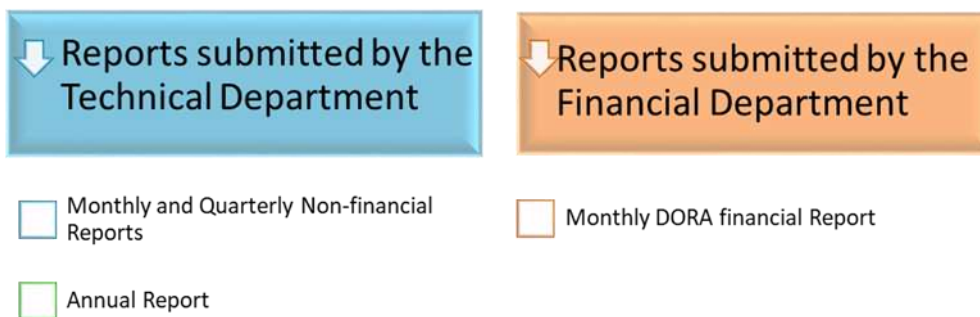 Reports submitted by the
Technical Department
Monthly and Quarterly Non-financial
Reports
Annual Report
Reports submitted by the
Financial Department
Monthly DORA financial Report